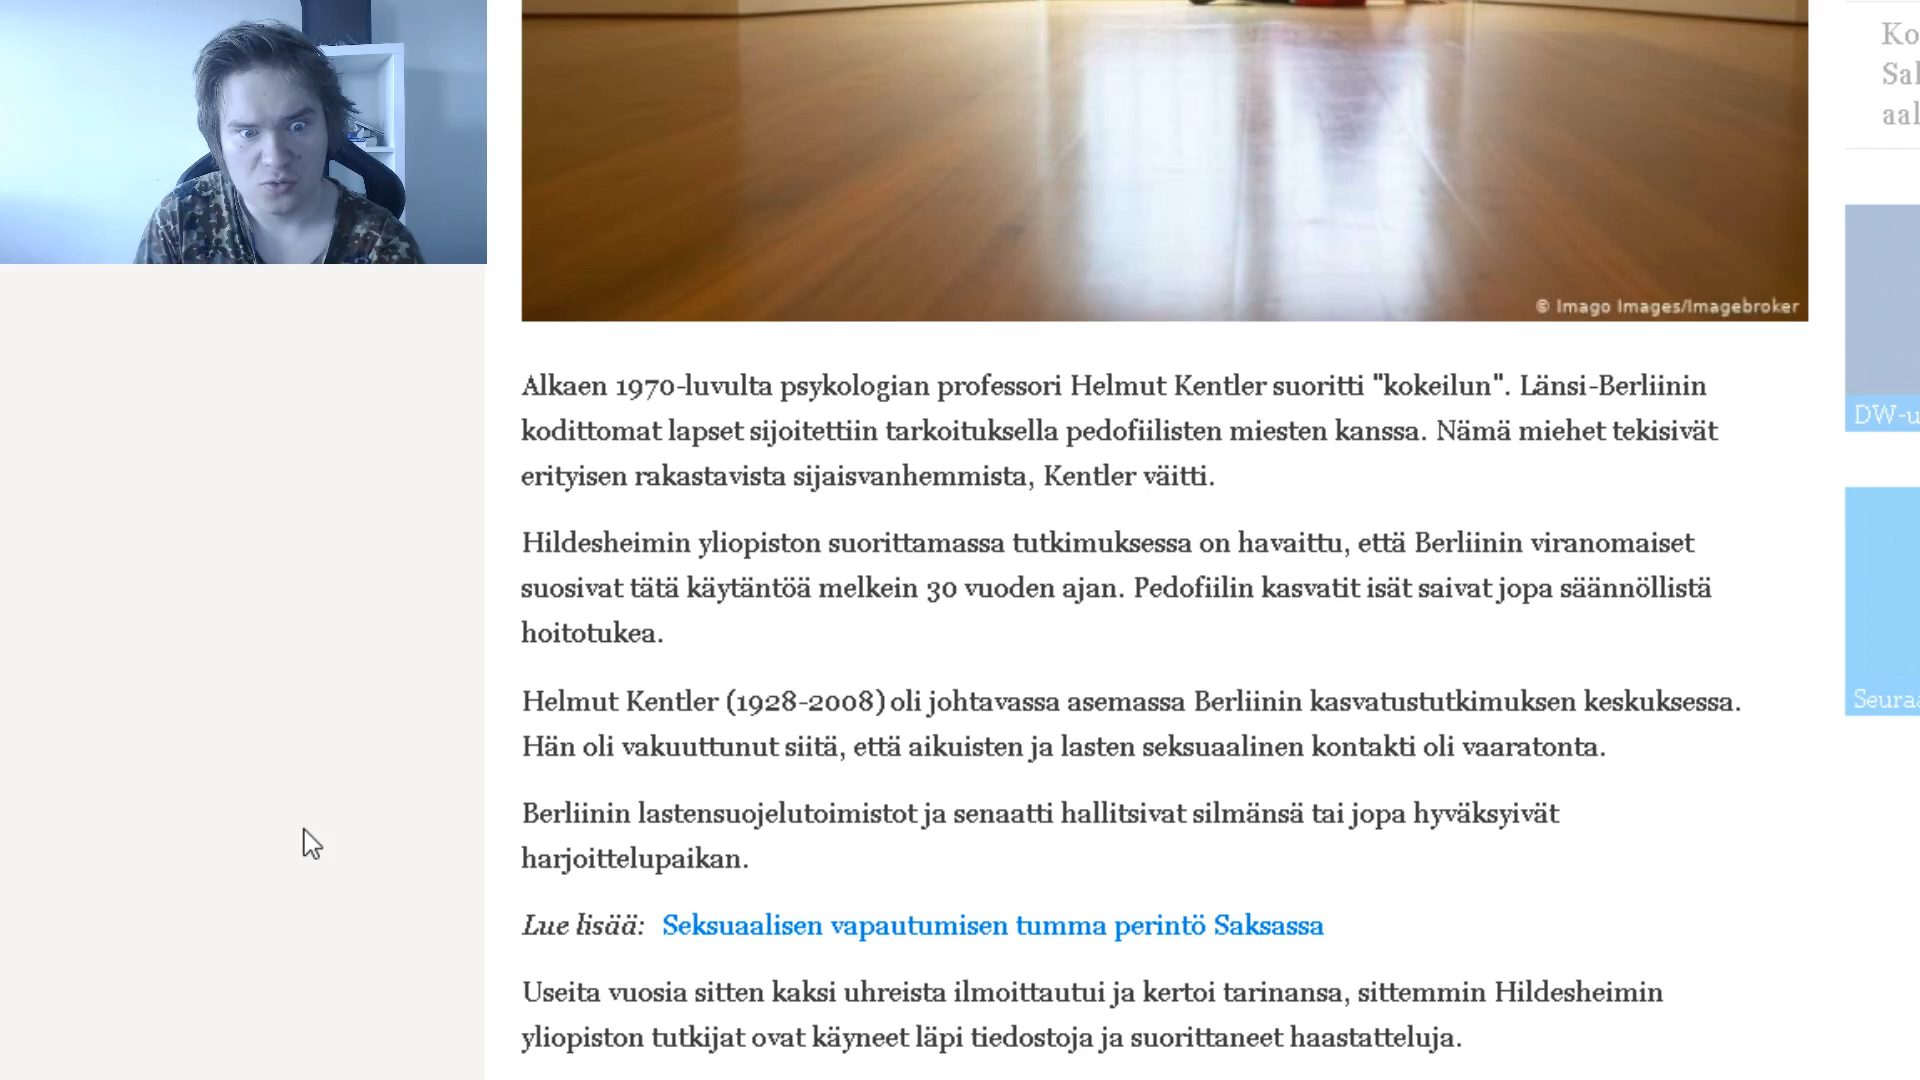 © Imago Images/Imagebroker
Alkaen 1970-luvulta psykologian professori Helmut Kentler suoritti "kokeilun". Länsi-Berliinin
kodittomat lapset sijoitettiin tarkoituksella pedofiilisten miesten kanssa. Nämä miehet tekisivät
erityisen rakastavista sijaisvanhemmista, Kentler väitti.
Hildesheimin yliopiston suorittamassa tutkimuksessa on havaittu, että Berliinin viranomaiset
suosivat tätä käytäntöä melkein 30 vuoden ajan. Pedofiilin kasvatit isät saivat jopa säännöllistä
hoitotukea.
Helmut Kentler (1928-2008) oli johtavassa asemassa Berliinin kasvatustutkimuksen keskuksessa.
Hän oli vakuuttunut siitä, että aikuisten ja lasten seksuaalinen kontakti oli vaaratonta.
Berliinin lastensuojelutoimistot ja senaatti hallitsivat silmänsä tai jopa hyväksyivät
harjoittelupaikan.
Lue lisää: Seksuaalisen vapautumisen tumma perintö Saksassa
Useita vuosia sitten kaksi uhreista ilmoittautui ja kertoi tarinansa, sittemmin Hildesheimin
yliopiston tutkijat ovat käyneet läpi tiedostoja ja suorittaneet haastatteluja.
Ko
Sal
aal
DW-u
Seura